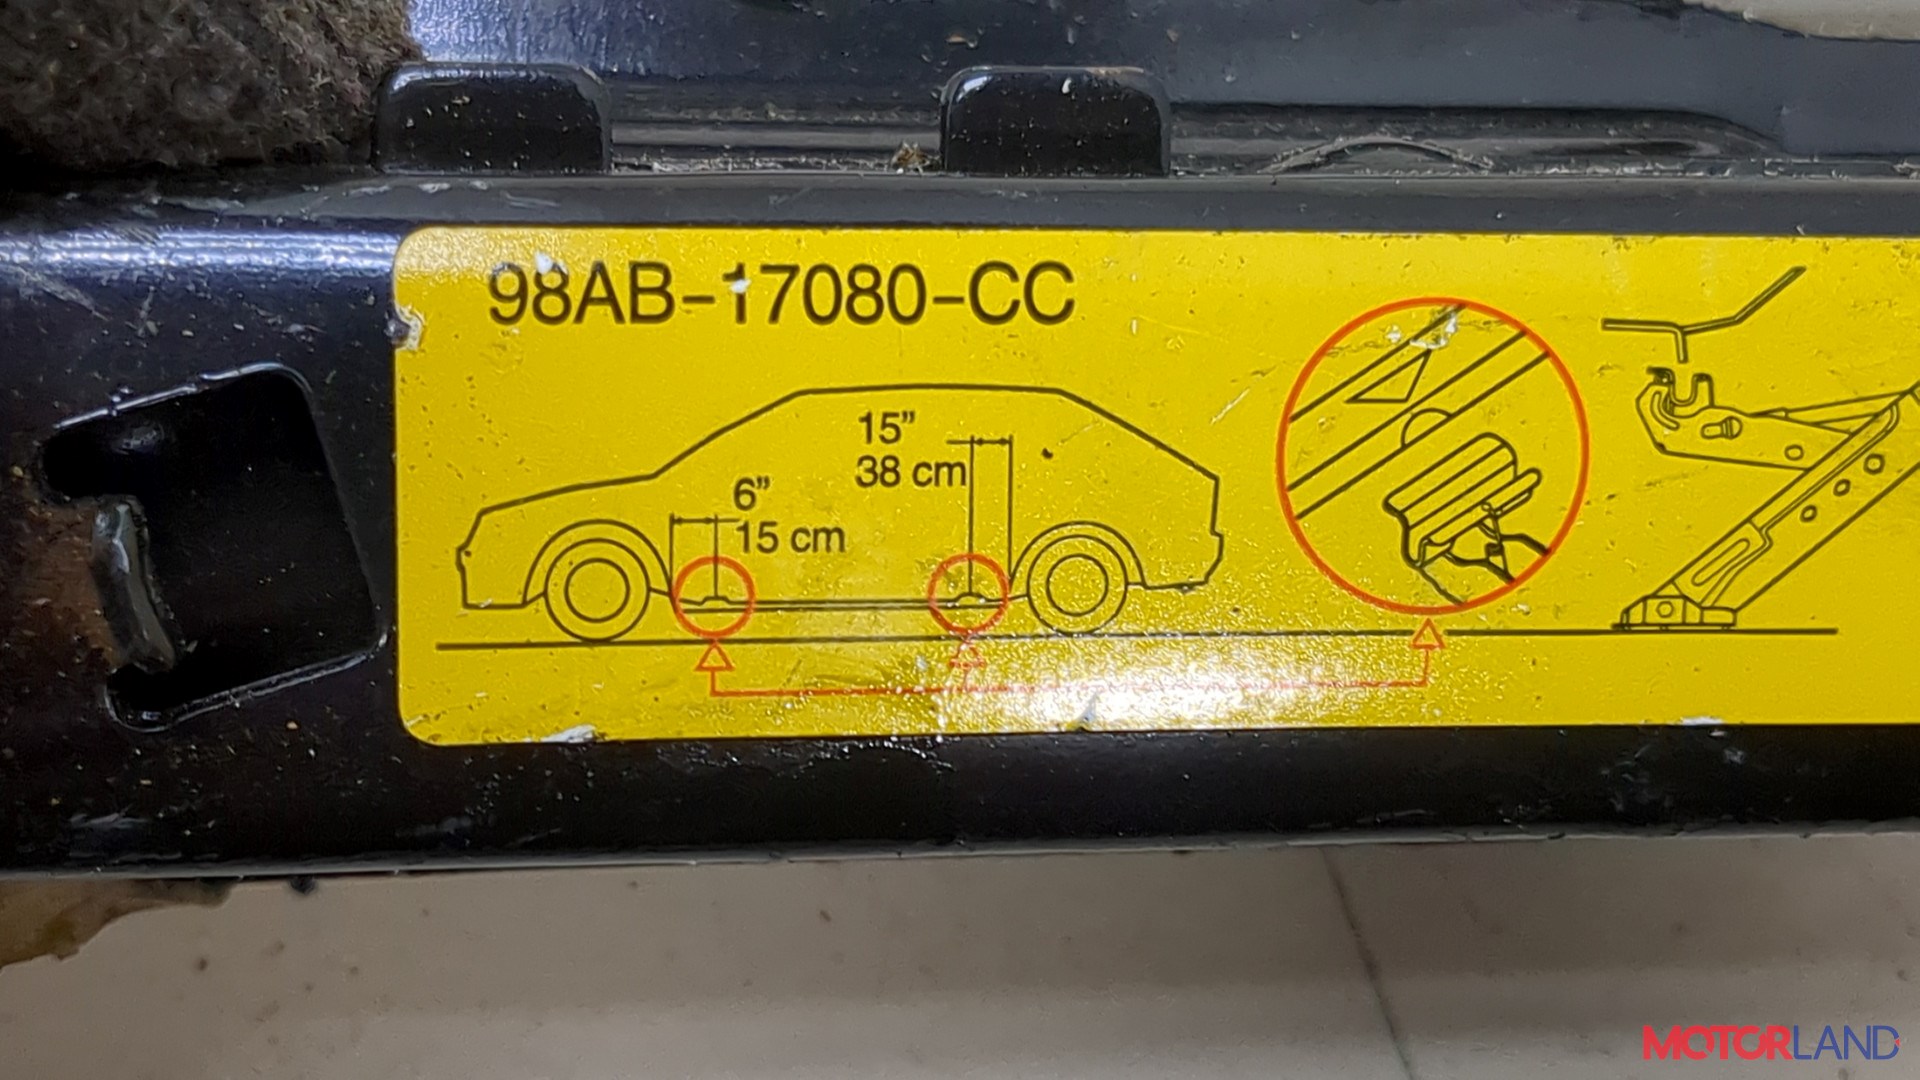 98AB-17080-CC
15"
38 cm
6"
15 cm
MOTORLAND